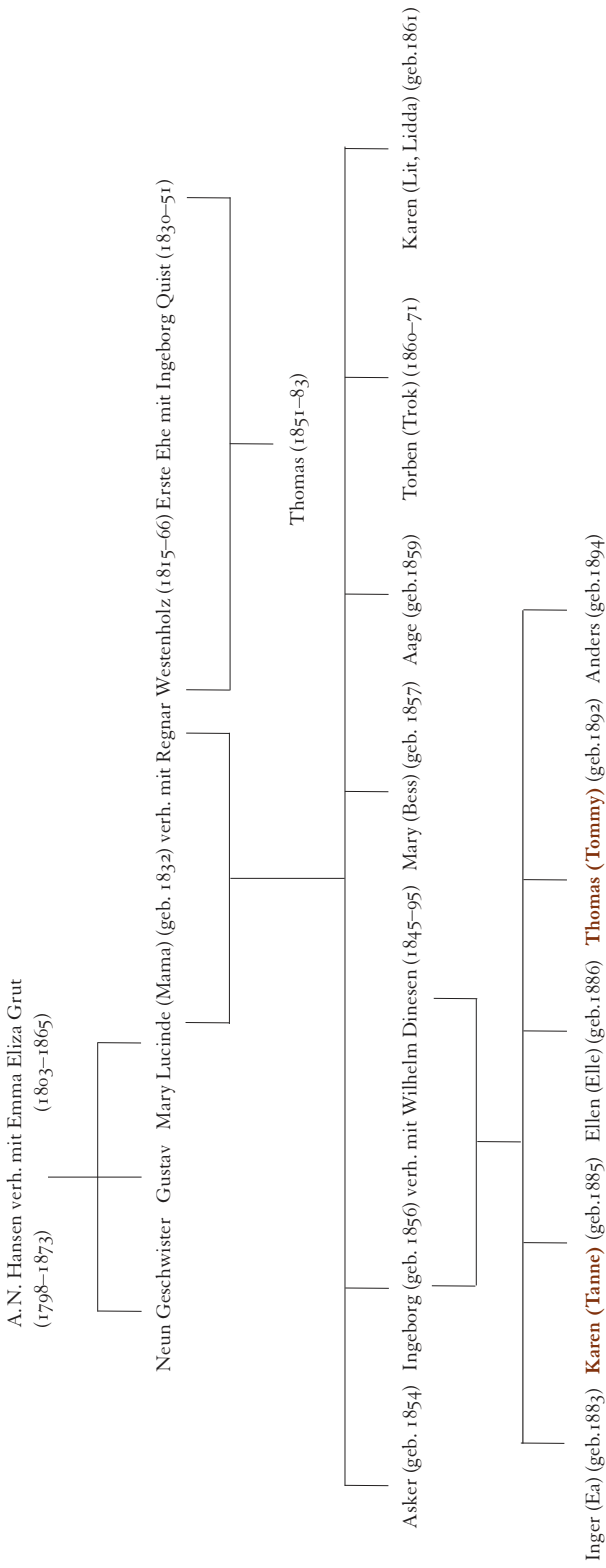 A.N. Hansen verh. mit Emma Eliza Grut
(1798–1873) (1803–1865)
Neun Geschwister Gustav Mary Lucinde (Mama) (geb. 1832) verh. mit Regnar Westenholz (1815–66) Erste Ehe mit Ingeborg Quist (1830–51)
Thomas (1851–83)
Asker (geb. 1854) Ingeborg (geb. 1856) verh. mit Wilhelm Dinesen (1845–95) Mary (Bess) (geb. 1857) Aage (geb.1859) Torben (Trok) (1860–71) Karen (Lit, Lidda) (geb.1861)
Inger (Ea) (geb.1883) Karen (Tanne) (geb.1885) Ellen (Elle) (geb.1886) Thomas (Tommy) (geb.1892) Anders (geb.1894)